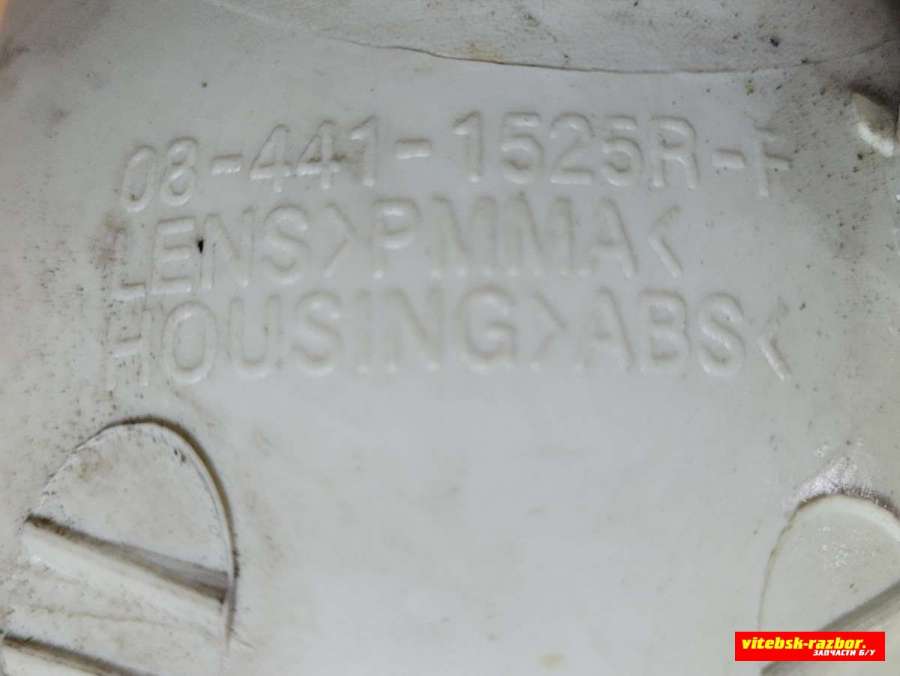 08-441-1525R-F
LENS>PMMA<
HOUSING>ABS<
vitebsk-razbor.
ЗАПЧАСТИ Б/У